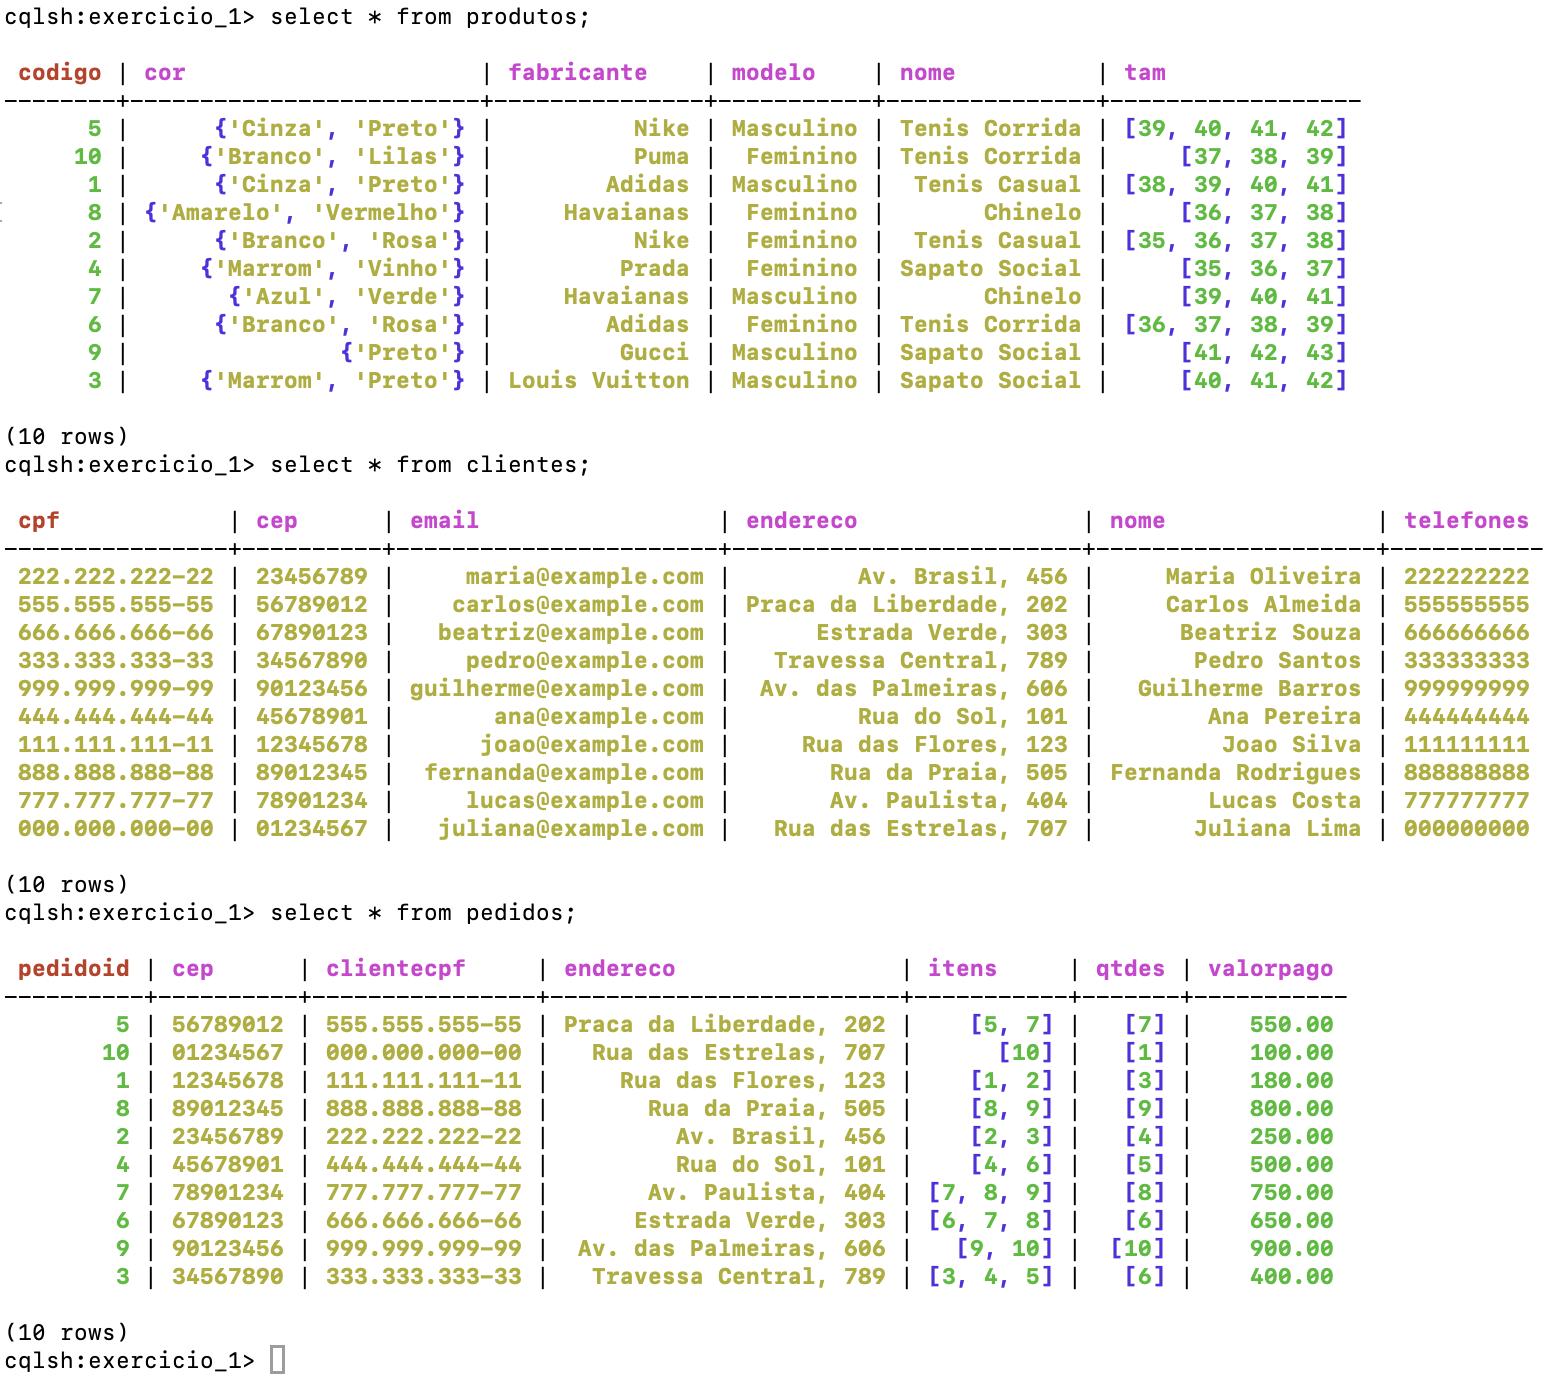 cqlsh:exercicio_1> select * from produtos;
codigo | cor | fabricante | modelo | nome | tam
--------+-------------------------+---------------+-----------+---------------+------------------
5 | {'Cinza', 'Preto'} | Nike | Masculino | Tenis Corrida | [39, 40, 41, 42]
10 | {'Branco', 'Lilas'} | Puma | Feminino | Tenis Corrida | [37, 38, 39]
1 | {'Cinza', 'Preto'} | Adidas | Masculino | Tenis Casual | [38, 39, 40, 41]
8 | {'Amarelo', 'Vermelho'} | Havaianas | Feminino | Chinelo | [36, 37, 38]
2 | {'Branco', 'Rosa'} | Nike | Feminino | Tenis Casual | [35, 36, 37, 38]
4 | {'Marrom', 'Vinho'} | Prada | Feminino | Sapato Social | [35, 36, 37]
7 | {'Azul', 'Verde'} | Havaianas | Masculino | Chinelo | [39, 40, 41]
6 | {'Branco', 'Rosa'} | Adidas | Feminino | Tenis Corrida | [36, 37, 38, 39]
9 | {'Preto'} | Gucci | Masculino | Sapato Social | [41, 42, 43]
3 | {'Marrom', 'Preto'} | Louis Vuitton | Masculino | Sapato Social | [40, 41, 42]
(10 rows)
cqlsh:exercicio_1> select * from clientes;
cpf | cep | email | endereco | nome | telefones
----------------+----------+-----------------------+-------------------------+--------------------+-----------
222.222.222-22 | 23456789 | maria@example.com | Av. Brasil, 456 | Maria Oliveira | 222222222
555.555.555-55 | 56789012 | carlos@example.com | Praca da Liberdade, 202 | Carlos Almeida | 555555555
666.666.666-66 | 67890123 | beatriz@example.com | Estrada Verde, 303 | Beatriz Souza | 666666666
333.333.333-33 | 34567890 | pedro@example.com | Travessa Central, 789 | Pedro Santos | 333333333
999.999.999-99 | 90123456 | guilherme@example.com | Av. das Palmeiras, 606 | Guilherme Barros | 999999999
444.444.444-44 | 45678901 | ana@example.com | Rua do Sol, 101 | Ana Pereira | 444444444
111.111.111-11 | 12345678 | joao@example.com | Rua das Flores, 123 | Joao Silva | 111111111
888.888.888-88 | 89012345 | fernanda@example.com | Rua da Praia, 505 | Fernanda Rodrigues | 888888888
777.777.777-77 | 78901234 | lucas@example.com | Av. Paulista, 404 | Lucas Costa | 777777777
000.000.000-00 | 01234567 | juliana@example.com | Rua das Estrelas, 707 | Juliana Lima | 000000000
(10 rows)
cqlsh:exercicio_1> select * from pedidos;
pedidoid | cep | clientecpf | endereco | itens | qtdes | valorpago
----------+----------+----------------+-------------------------+-----------+-------+-----------
5 | 56789012 | 555.555.555-55 | Praca da Liberdade, 202 | [5, 7] | [7] | 550.00
10 | 01234567 | 000.000.000-00 | Rua das Estrelas, 707 | [10] | [1] | 100.00
1 | 12345678 | 111.111.111-11 | Rua das Flores, 123 | [1, 2] | [3] | 180.00
8 | 89012345 | 888.888.888-88 | Rua da Praia, 505 | [8, 9] | [9] | 800.00
2 | 23456789 | 222.222.222-22 | Av. Brasil, 456 | [2, 3] | [4] | 250.00
4 | 45678901 | 444.444.444-44 | Rua do Sol, 101 | [4, 6] | [5] | 500.00
7 | 78901234 | 777.777.777-77 | Av. Paulista, 404 | [7, 8, 9] | [8] | 750.00
6 | 67890123 | 666.666.666-66 | Estrada Verde, 303 | [6, 7, 8] | [6] | 650.00
9 | 90123456 | 999.999.999-99 | Av. das Palmeiras, 606 | [9, 10] | [10] | 900.00
3 | 34567890 | 333.333.333-33 | Travessa Central, 789 | [3, 4, 5] | [6] | 400.00
(10 rows)
cqlsh:exercicio_1>